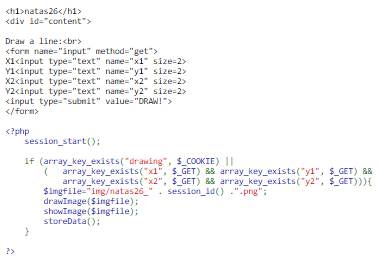 <h1>natas26</h1>
<div id="content">

Draw a line:<br>
<form name="input" method="get">
X1<input type="text" name="x1" size=2>
Y1<input type="text" name="y1" size=2>
X2<input type="text" name="x2" size=2>
Y2<input type="text" name="y2" size=2>
<input type="submit" value="DRAW!">
</form>

<?php
    session_start();

    if (array_key_exists("drawing", $_COOKIE) ||
        (   array_key_exists("x1", $_GET) && array_key_exists("y1", $_GET) &&
            array_key_exists("x2", $_GET) && array_key_exists("y2", $_GET))){
        $imgfile="img/natas26_" . session_id() .".png";
        drawImage($imgfile);
        showImage($imgfile);
        storeData();
    }

?>